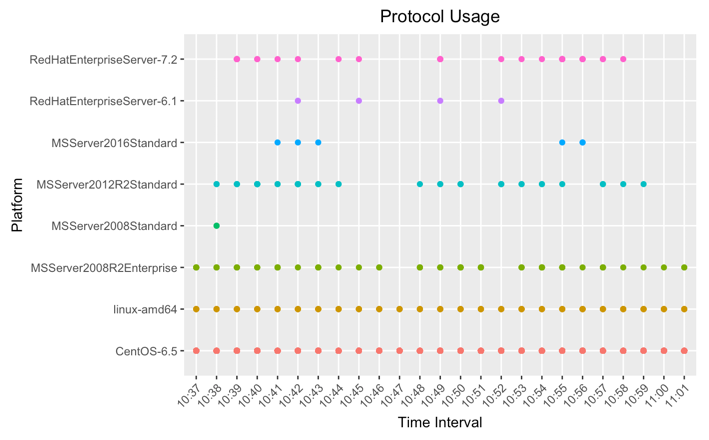 Protocol Usage
Platform
RedHatEnterpriseServer-7.2
RedHatEnterpriseServer-6.1
MSServer2016Standard
MSServer2012R2Standard
MSServer2008Standard
MSServer2008R2Enterprise
linux-amd64
CentOS-6.5
10:37 10:38 10:39 10:40 10:41 10:42 10:43 10:44 10:45 10:46 10:47 10:48 10:49 10:50 10:51 10:52 10:53 10:54 10:55 10:56 10:57 10:58 10:59 11:00 11:01
Time Interval